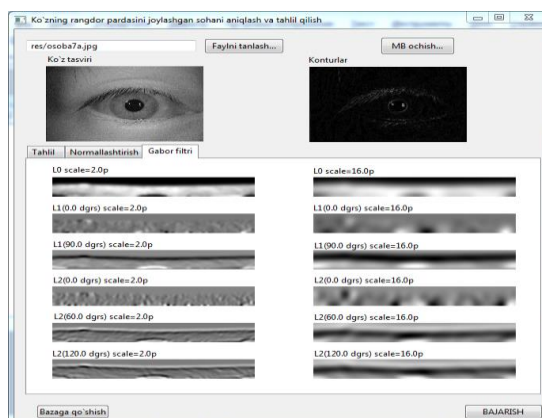 Ko'zning rangdor pardasini joylashgan sohani aniqlash va tahlil qilish
res/osoba7a.jpg
Faylni tanlash...
MB ochish...
Ko'z tasviri
Konturlar
Tahlil
Normallashtirish
Gabor filtri
L0 scale=2.0p
L0 scale=16.0p
L1(0.0 dgrs) scale=2.0p
L1(0.0 dgrs) scale=16.0p
L1(90.0 dgrs) scale=2.0p
L1(90.0 dgrs) scale=16.0p
L2(0.0 dgrs) scale=2.0p
L2(0.0 dgrs) scale=16.0p
L2(60.0 dgrs) scale=2.0p
L2(60.0 dgrs) scale=16.0p
L2(120.0 dgrs) scale=2.0p
L2(120.0 dgrs) scale=16.0p
Bazaga qo`shish
BAJARISH